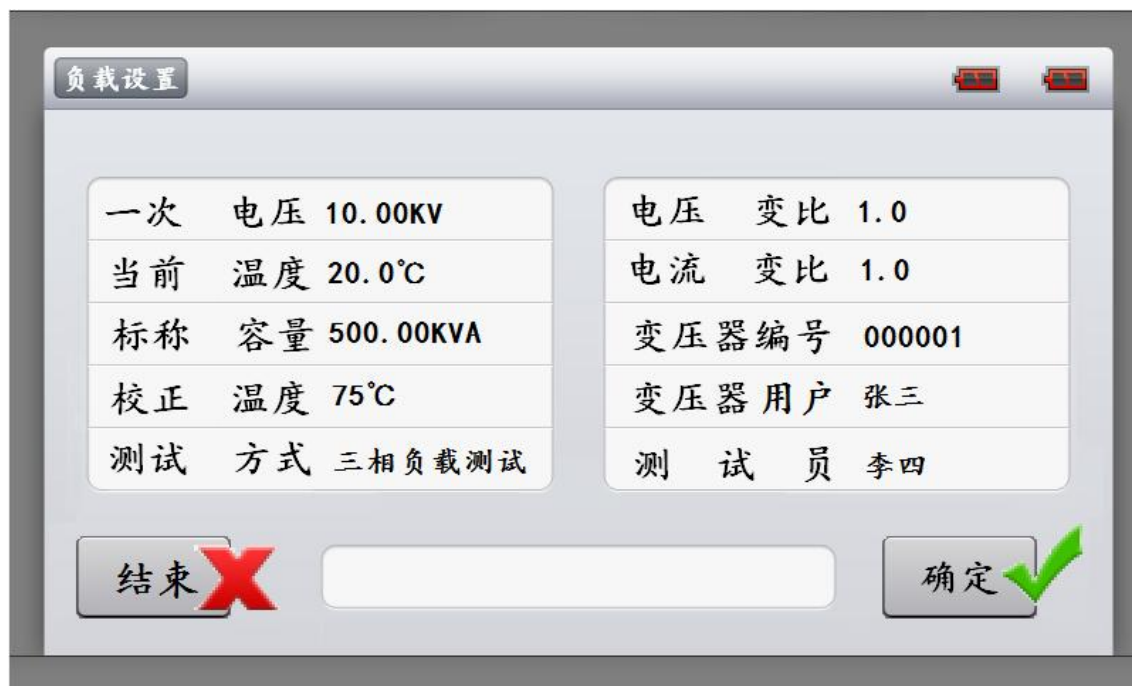 负载设置
一次 电压 10.00KV
当前 温度 20.0℃
标称 容量 500.00KVA
校正 温度 75℃
测试 方式 三相负载测试
电压 变比 1.0
电流 变比 1.0
变压器编号 000001
变压器用户 张三
测 试 员 李四
结束
确定